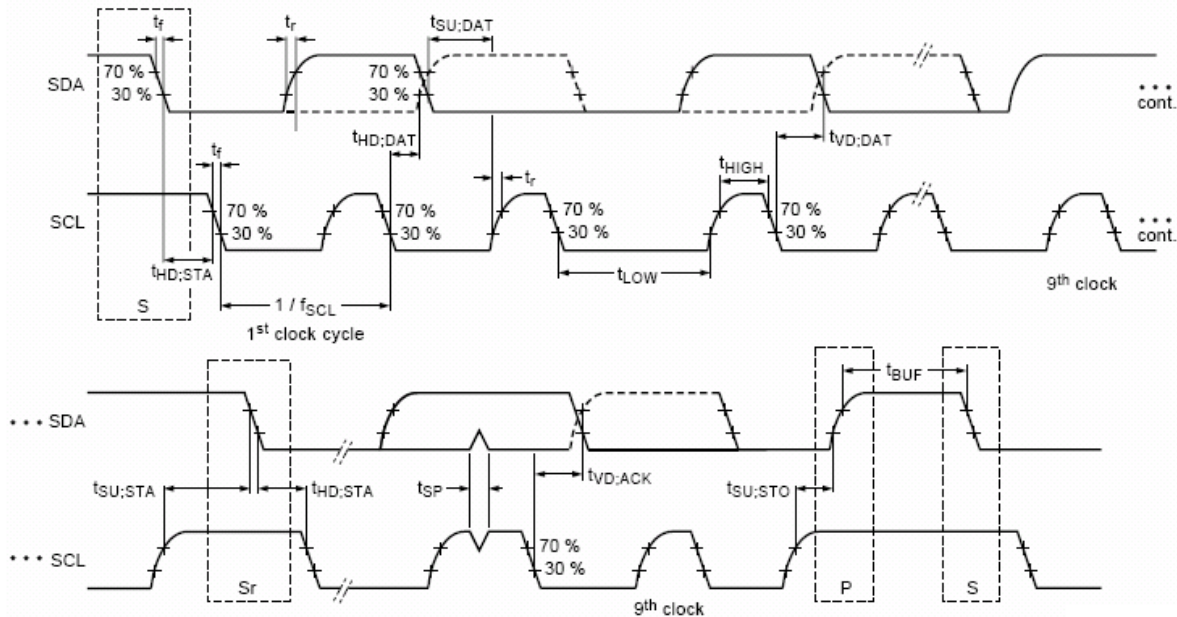 tf tr tSU;DAT
SDA 70 % 30 % 70 % 30 % • • • cont.
tf tHD;DAT tr tHIGH tVD;DAT
SCL 70 % 30 % 70 % 30 % 70 % 30 % 70 % 30 % • • • cont.
tHD;STA tLOW
S 1 / fSCL 9th clock
1st clock cycle
tBUF
• • • SDA
tSU;STA tHD;STA tSP tVD;ACK tSU;STO
• • • SCL 70 % 30 %
Sr P S
9th clock